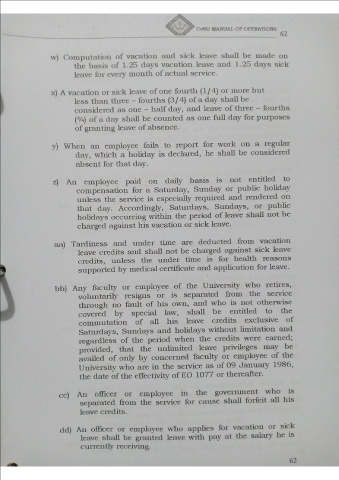 CvSU MANUAL OF OPERATIONS
62
w) Computation of vacation and sick leave shall be made on
the basis of 1.25 days vacation leave and 1.25 days sick
leave for every month of actual service.
x) A vacation or sick leave of one fourth (1/4) or more but
less than three – fourths (3/4) of a day shall be
considered as one – half day, and leave of three – fourths
(¾) of a day shall be counted as one full day for purposes
of granting leave of absence.
y) When an employee fails to report for work on a regular
day, which a holiday is declared, he shall be considered
absent for that day.
z) An employee paid on daily basis is not entitled to
compensation for a Saturday, Sunday or public holiday
unless the service is especially required and rendered on
that day. Accordingly, Saturdays, Sundays, or public
holidays occurring within the period of leave shall not be
charged against his vacation or sick leave.
aa) Tardiness and under time are deducted from vacation
leave credits and shall not be charged against sick leave
credits, unless the under time is for health reasons
supported by medical certificate and application for leave.
bb) Any faculty or employee of the University who retires,
voluntarily resigns or is separated from the service
through no fault of his own, and who is not otherwise
covered by special law, shall be entitled to the
commutation of all his leave credits exclusive of
Saturdays, Sundays and holidays without limitation and
regardless of the period when the credits were earned;
provided, that the unlimited leave privileges may be
availed of only by concerned faculty or employee of the
University who are in the service as of 09 January 1986,
the date of the effectivity of EO 1077 or thereafter.
cc) An officer or employee in the government who is
separated from the service for cause shall forfeit all his
leave credits.
dd) An officer or employee who applies for vacation or sick
leave shall be granted leave with pay at the salary he is
currently receiving.
62